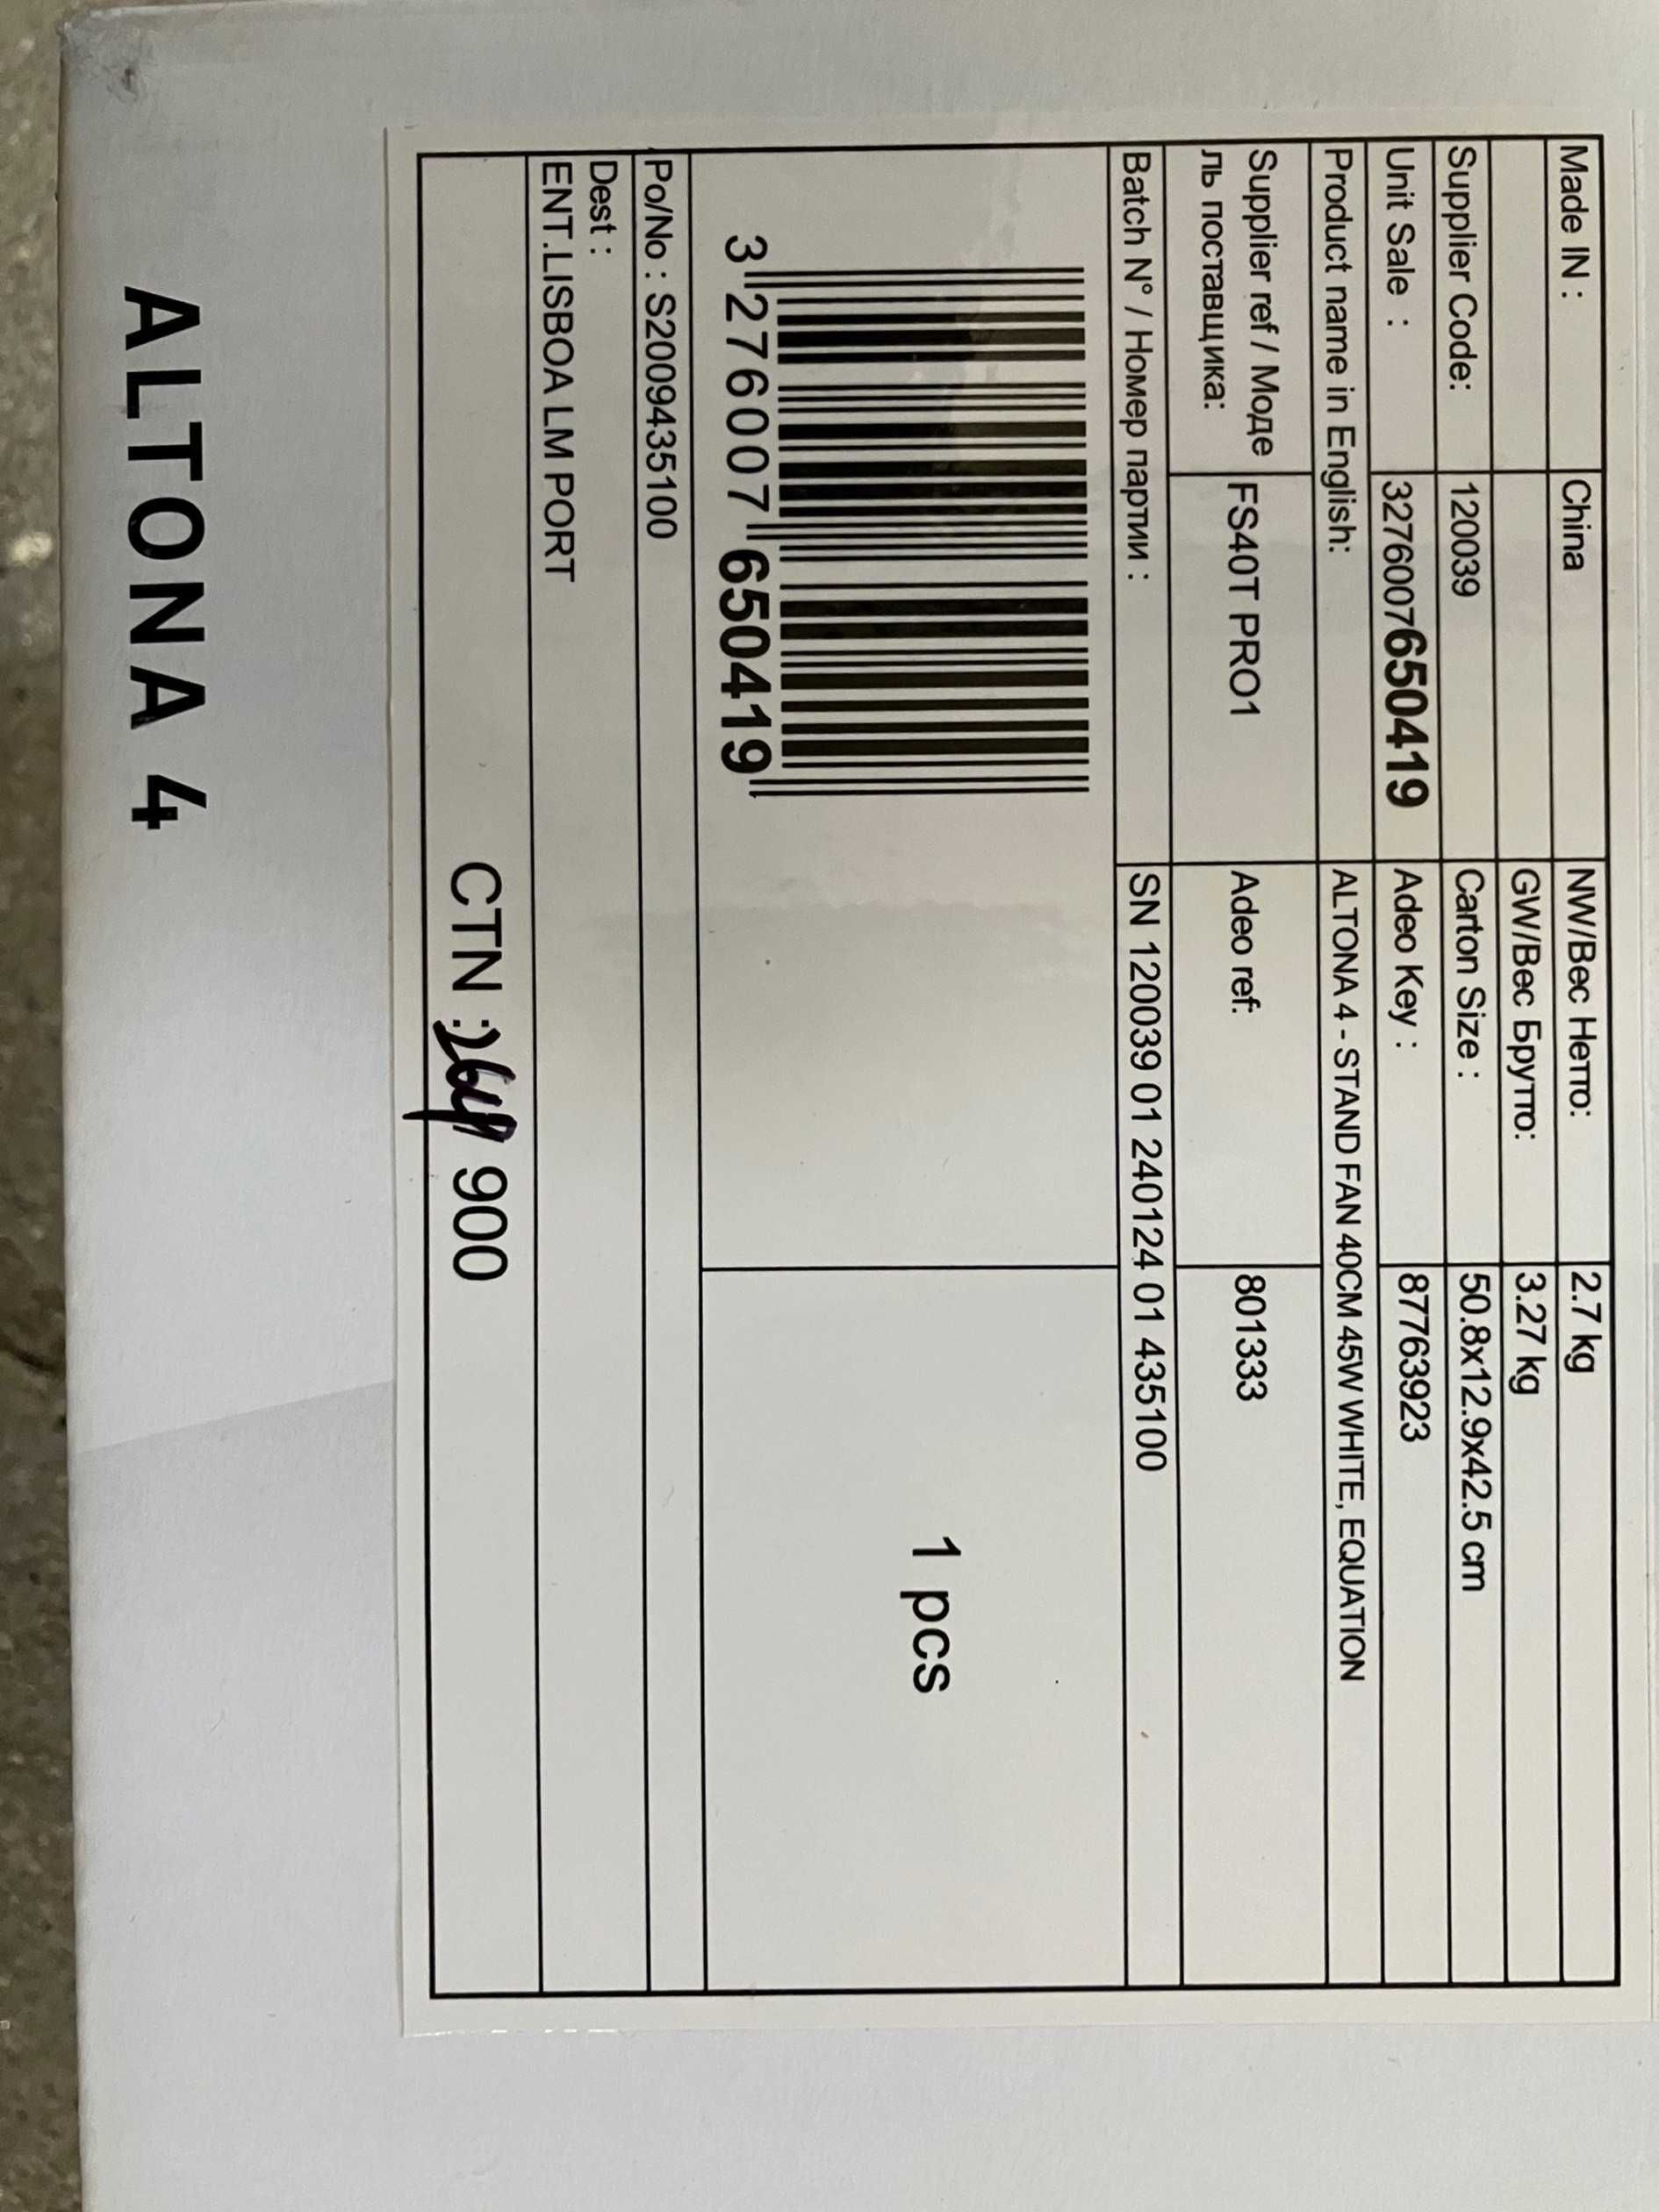 Made IN :	China	NW/Вес Нетто:	2.7 kg
GW/Вес Брутто:	3.27 kg
Supplier Code:	120039	Carton Size :	50.8x12.9x42.5 cm
Unit Sale :	3276007650419	Adeo Key :	87763923
Product name in English:	ALTONA 4 - STAND FAN 40CM 45W WHITE, EQUATION
Supplier ref / Моде
ль поставщика:	FS40T PRO1	Adeo ref:	801333
Batch N° / Номер партии :	SN 120039 01 240124 01 435100
3 276007 650419
1 pcs
Po/No : S2009435100
Dest :
ENT.LISBOA LM PORT
CTN : 900
ALTONA 4